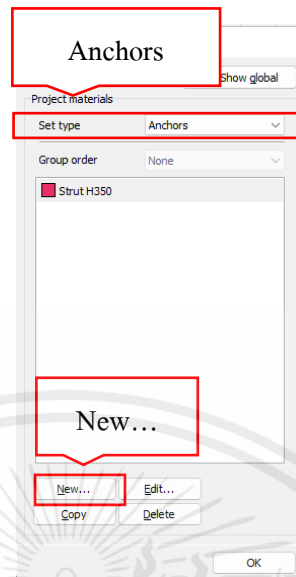 Anchors
Show global
Project materials
Set type Anchors
Group order None
Strut H350
New…
New... Edit...
Copy Delete
OK